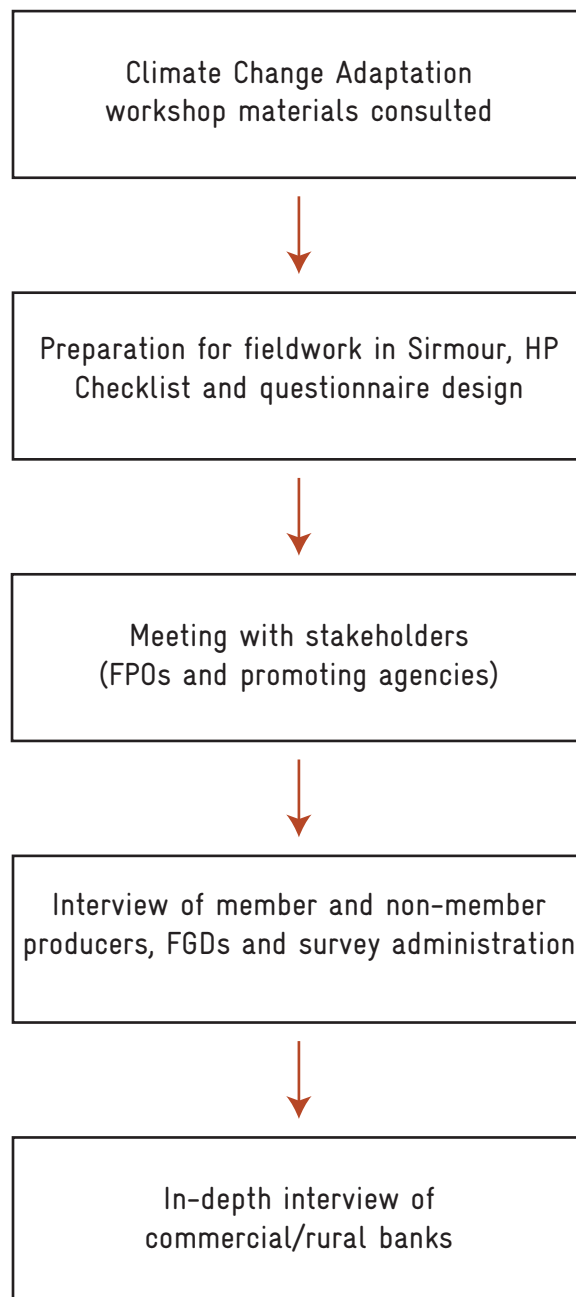 Climate Change Adaptation
workshop materials consulted
Preparation for fieldwork in Sirmour, HP
Checklist and questionnaire design
Meeting with stakeholders
(FPOs and promoting agencies)
Interview of member and non-member
producers, FGDs and survey administration
In-depth interview of
commercial/rural banks